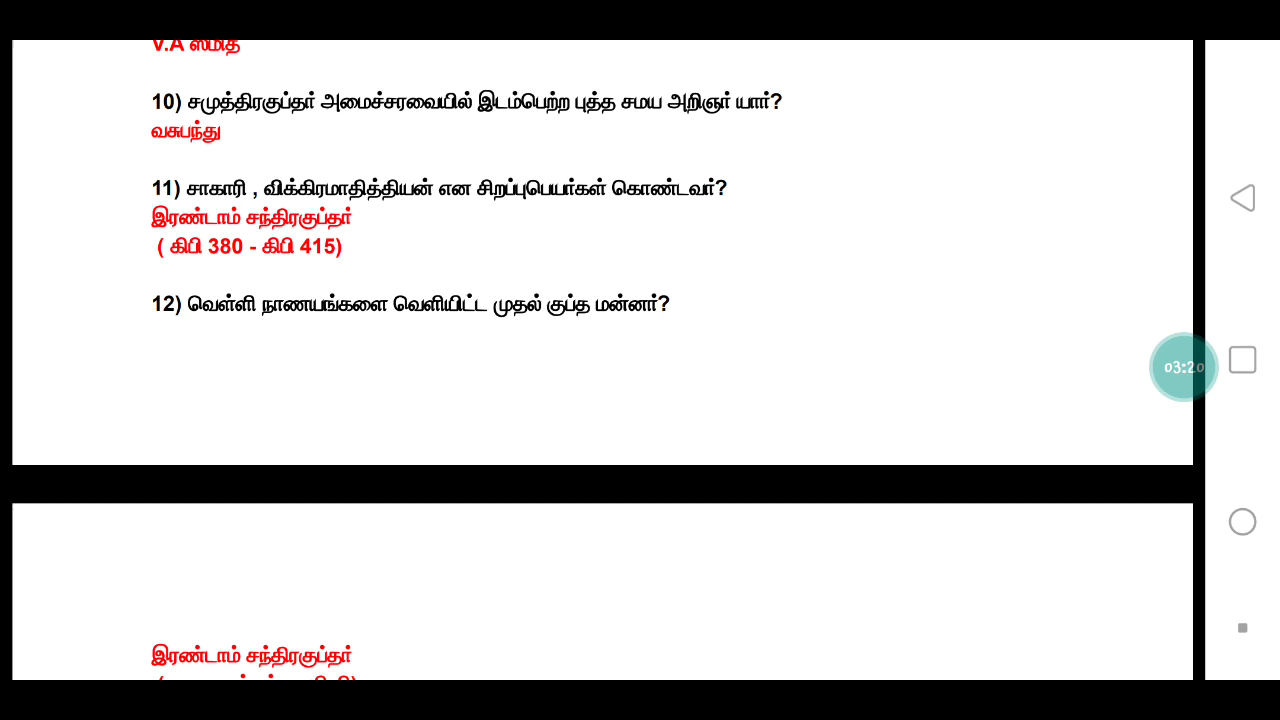 V.A ஸ்மித்
10) சமுத்திரகுப்தர் அமைச்சரவையில் இடம்பெற்ற புத்த சமய அறிஞர் யார்?
வசுபந்து
11) சாகாரி , விக்கிரமாதித்தியன் என சிறப்புபெயர்கள் கொண்டவர்?
இரண்டாம் சந்திரகுப்தர்
( கிபி 380 - கிபி 415)
12) வெள்ளி நாணயங்களை வெளியிட்ட முதல் குப்த மன்னர்?
03:20
இரண்டாம் சந்திரகுப்தர்